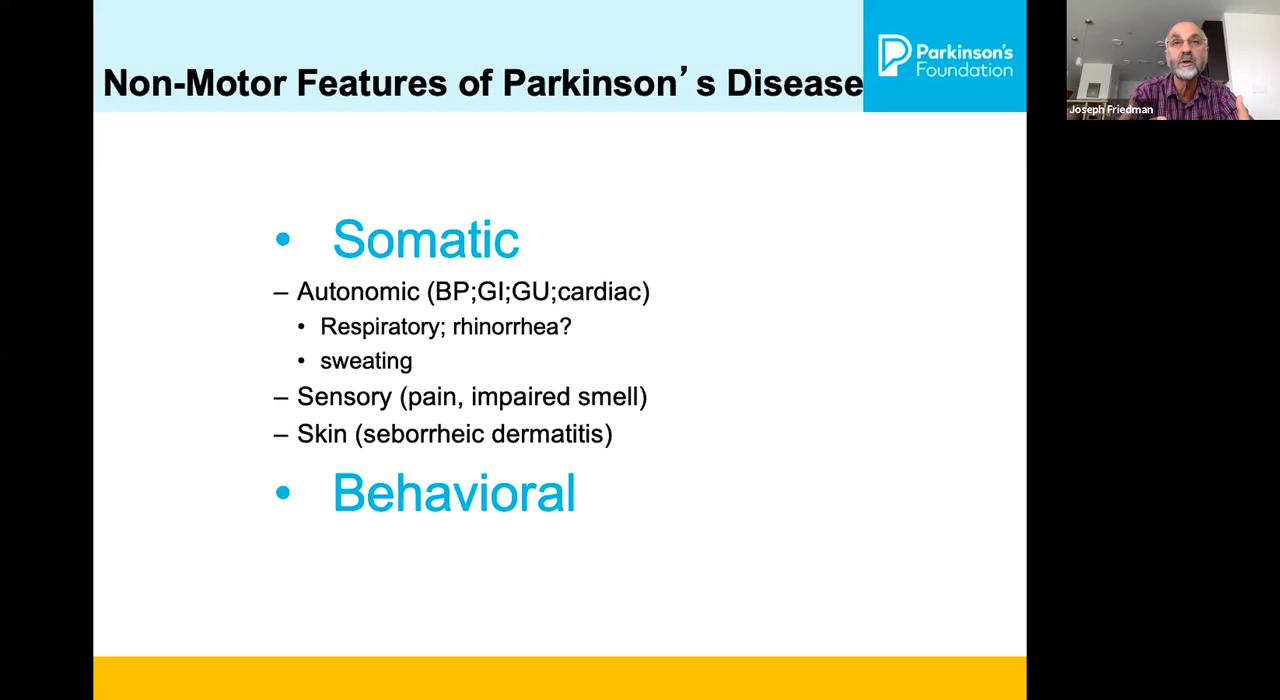 Non-Motor Features of Parkinson’s Disease
Parkinson's
Foundation
Joseph Friedman
• Somatic
– Autonomic (BP;GI;GU;cardiac)
• Respiratory; rhinorrhea?
• sweating
– Sensory (pain, impaired smell)
– Skin (seborrheic dermatitis)
• Behavioral